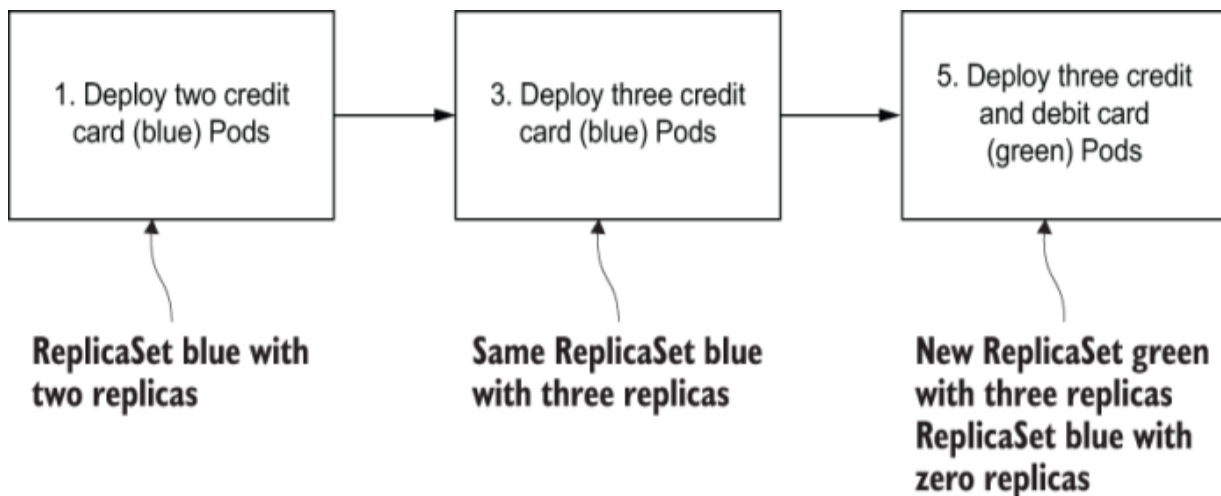 1. Deploy two credit
card (blue) Pods
3. Deploy three credit
card (blue) Pods
5. Deploy three credit
and debit card
(green) Pods
ReplicaSet blue with
two replicas
Same ReplicaSet blue
with three replicas
New ReplicaSet green
with three replicas
ReplicaSet blue with
zero replicas